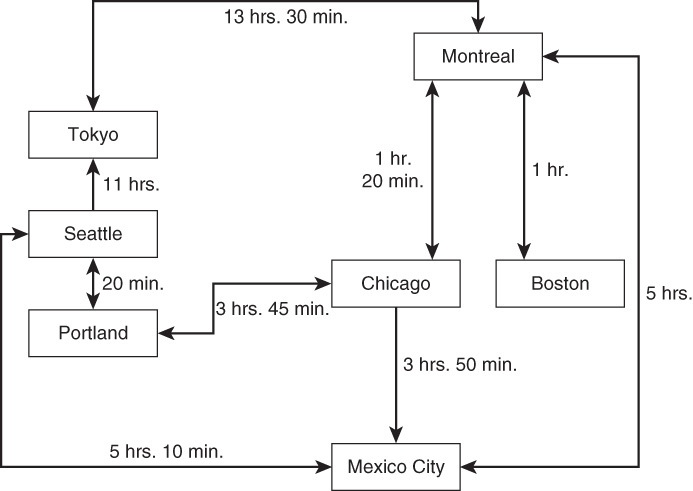 13 hrs. 30 min.
Montreal
Tokyo
1 hr.
20 min.
1 hr.
11 hrs.
Seattle
20 min.
Chicago
Boston
5 hrs.
3 hrs. 45 min.
Portland
3 hrs. 50 min.
5 hrs. 10 min.
Mexico City